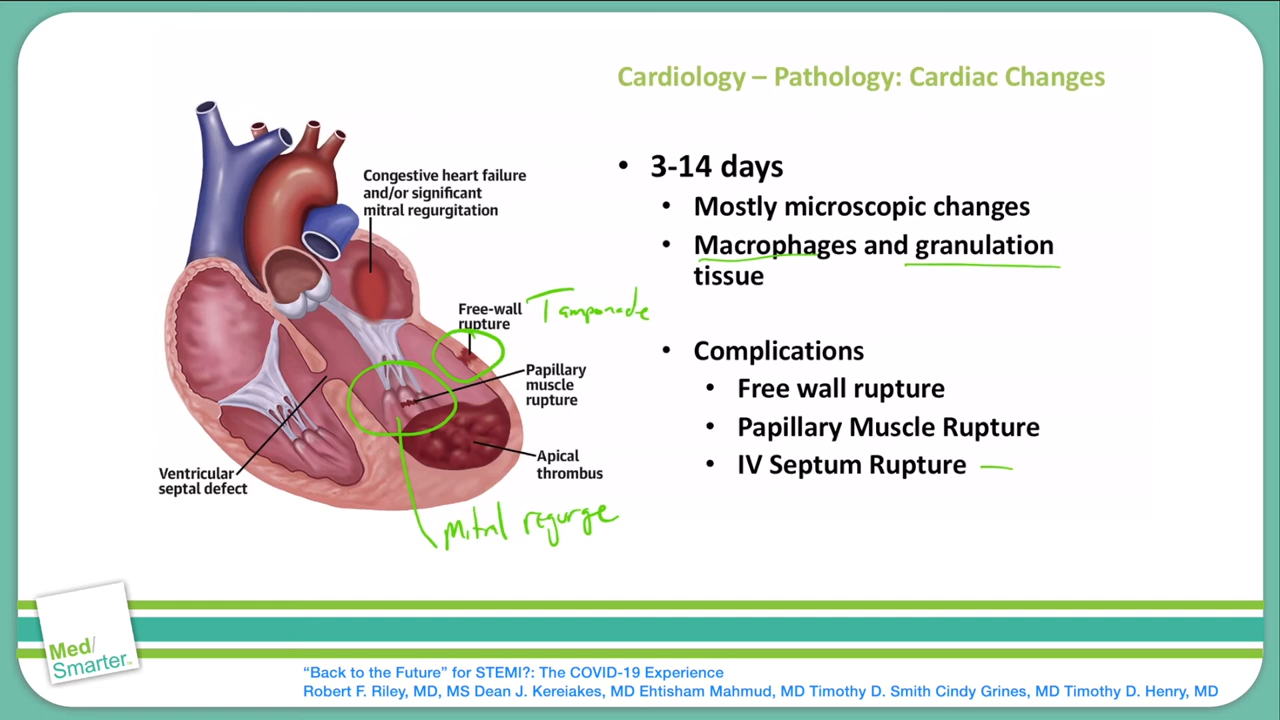 Cardiology – Pathology: Cardiac Changes
Congestive heart failure
and/or significant
mitral regurgitation
Free-wall
rupture
Tamponade
Papillary
muscle
rupture
Apical
thrombus
Ventricular
septal defect
Mitral regurge
• 3-14 days
• Mostly microscopic changes
• Macrophages and granulation
tissue
• Complications
• Free wall rupture
• Papillary Muscle Rupture
• IV Septum Rupture
Med/
Smarter™
“Back to the Future” for STEMI?: The COVID-19 Experience
Robert F. Riley, MD, MS Dean J. Kereiakes, MD Ehtisham Mahmud, MD Timothy D. Smith Cindy Grines, MD Timothy D. Henry, MD